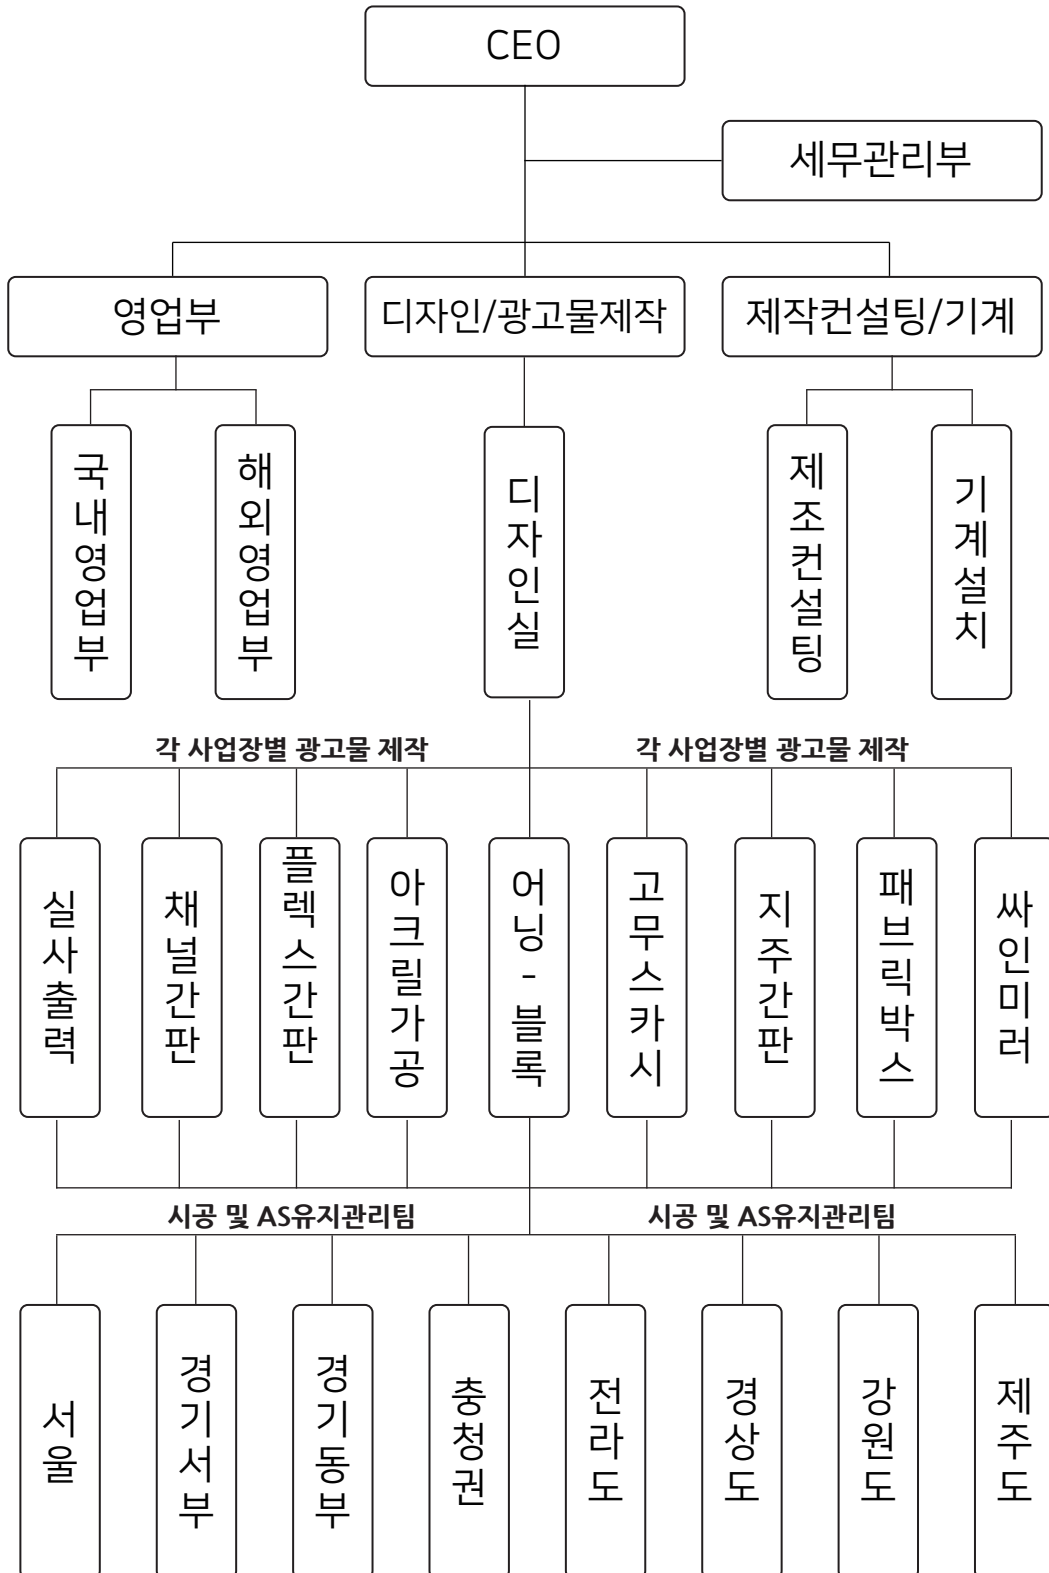 CEO
세무관리부
영업부
디자인/광고물제작
제작컨설팅/기계
국내영업부
해외영업부
디자인실
제조컨설팅
기계설치
각 사업장별 광고물 제작
각 사업장별 광고물 제작
실사출력
채널간판
플렉스간판
아크릴가공
어닝-블록
고무스카시
지주간판
패브릭박스
싸인미러
시공 및 AS유지관리팀
시공 및 AS유지관리팀
서울
경기서부
경기동부
충청권
전라도
경상도
강원도
제주도